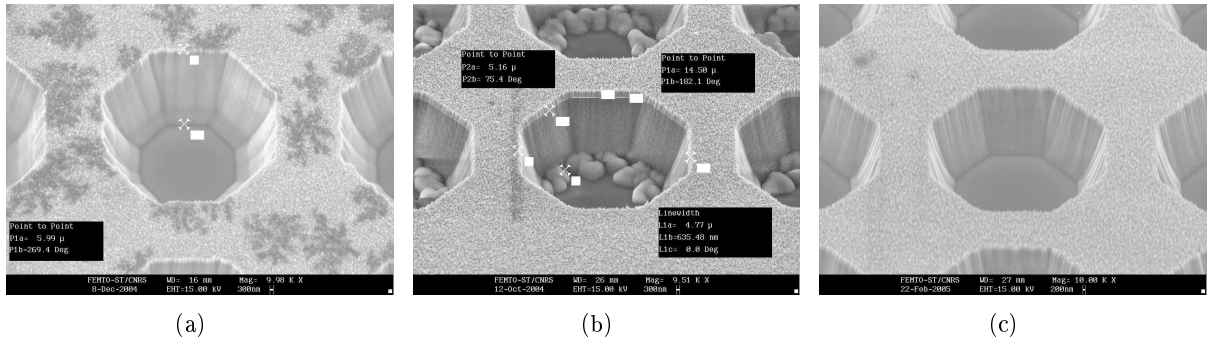 Point to Point
P1a= 5.99 µ
P1b=269.4 Deg
FEMTO-ST/CNRS WD= 16 mm Mag= 9.98 K X
8-Dec-2004 EHT=15.00 kV 300nm
(a)
Point to Point
P2a= 5.16 µ
P2b= 75.4 Deg
Point to Point
P1a= 14.50 µ
P1b=182.1 Deg
Linewidth
L1a= 4.77 µ
L1b=635.48 nm
L1c= 0.0 Deg
FEMTO-ST/CNRS WD= 26 mm Mag= 9.51 K X
12-Oct-2004 EHT=15.00 kV 300nm
(b)
FEMTO-ST/CNRS WD= 27 mm Mag= 10.00 K X
22-Feb-2005 EHT=15.00 kV 200nm
(c)